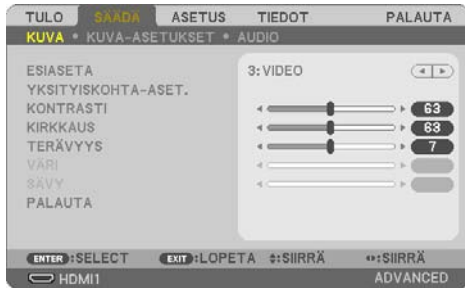 TULO SÄÄDÄ ASETUS TIEDOT PALAUTA
KUVA • KUVA-ASETUKSET • AUDIO
ESIASETA 3:VIDEO
YKSITYISKOHTA-ASET.
KONTRASTI 63
KIRKKAUS 63
TERÄVYYS 7
VÄRI
SÄVY
PALAUTA
ENTER :SELECT EXIT :LOPETA :SIIRRÄ :SIIRRÄ
HDMI1 ADVANCED